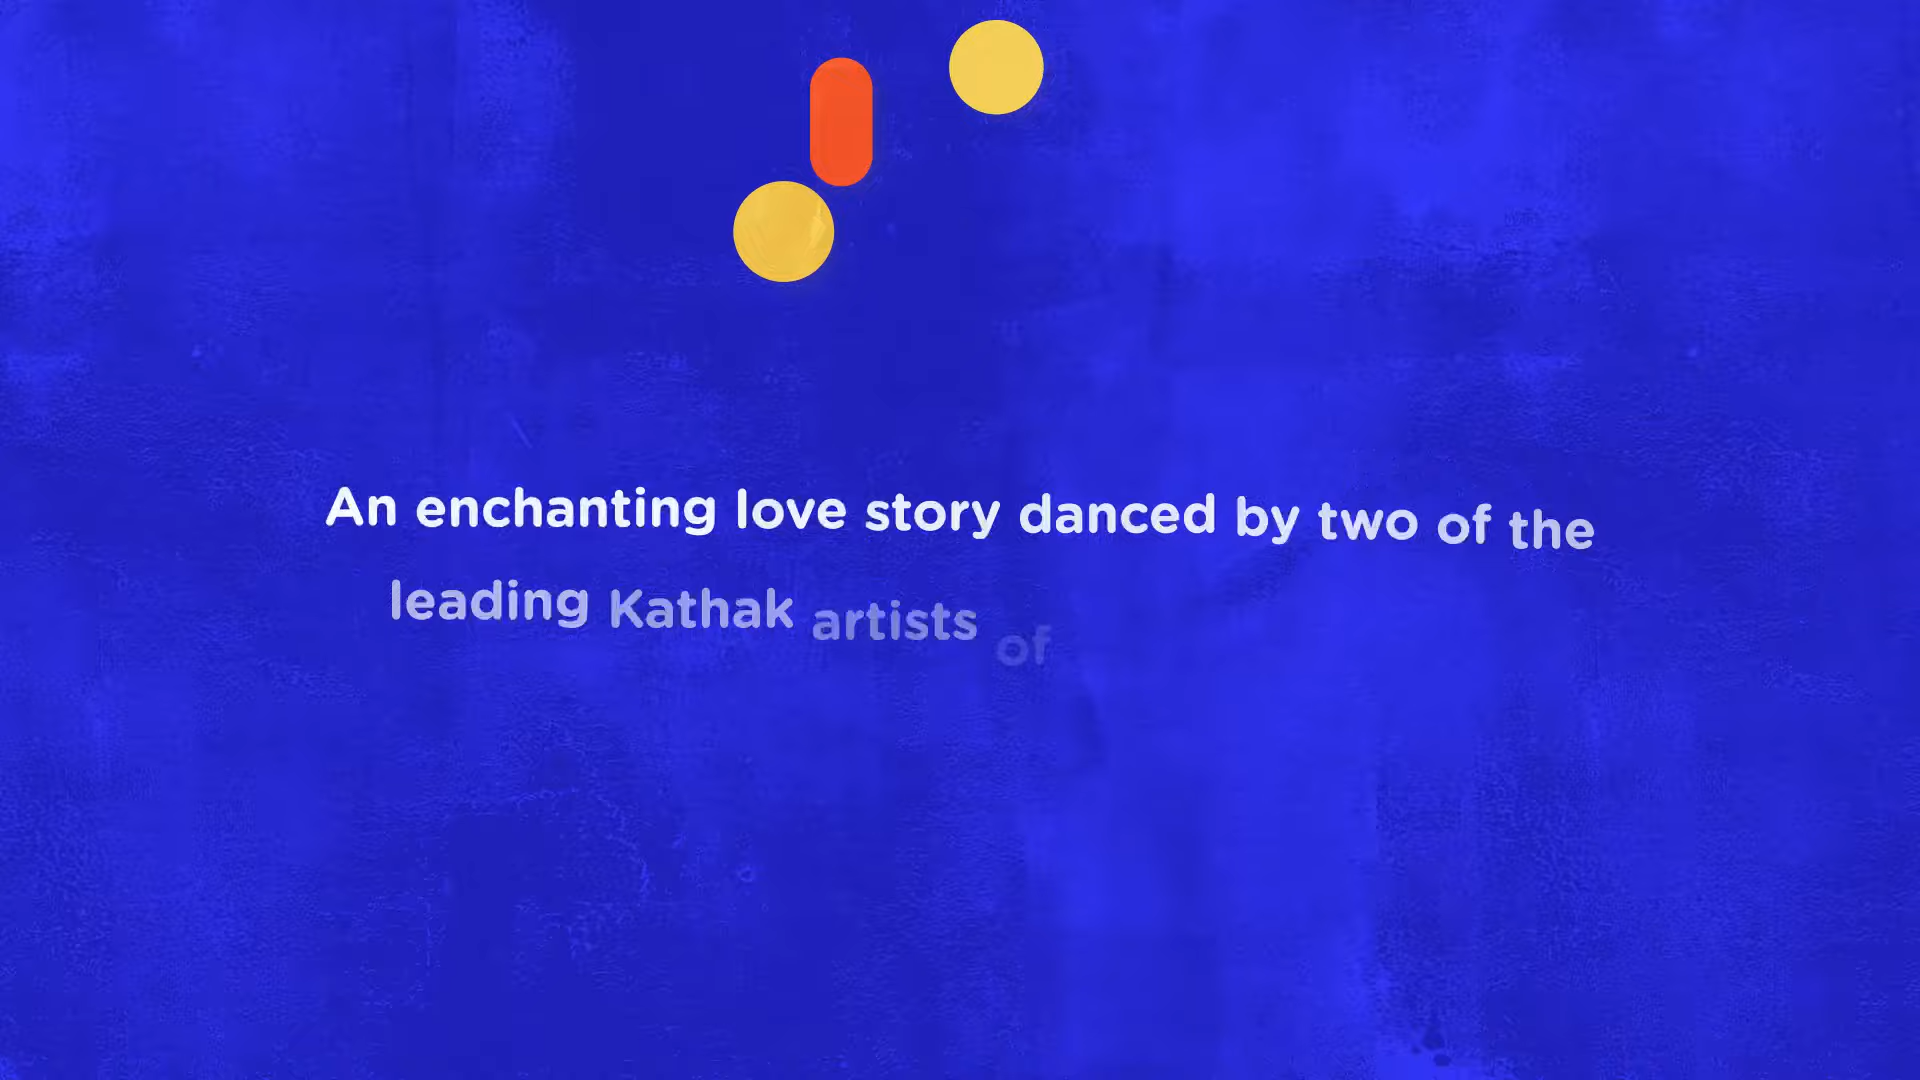 An enchanting love story danced by two of the
leading Kathak artists of